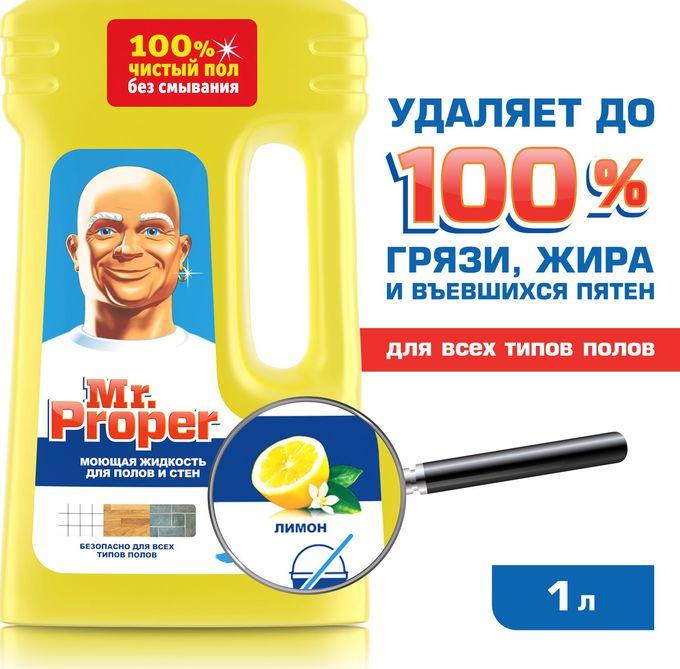 100%
ЧИСТЫЙ ПОЛ
БЕЗ СМЫВАНИЯ
Mr.
Proper
МОЮЩАЯ ЖИДКОСТЬ
ДЛЯ ПОЛОВ И СТЕН
БЕЗОПАСНО ДЛЯ ВСЕХ
ТИПОВ ПОЛОВ
ЛИМОН
УДАЛЯЕТ ДО
100%
ГРЯЗИ, ЖИРА
И ВЪЕВШИХСЯ ПЯТЕН
ДЛЯ ВСЕХ ТИПОВ ПОЛОВ
1 л